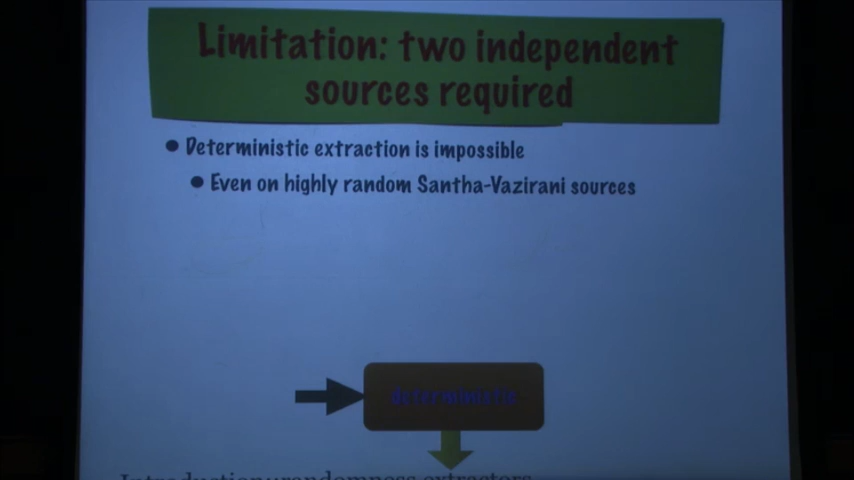 Limitation: two independent
sources required
Deterministic extraction is impossible
Even on highly random Santha-Vazirani sources
deterministic
Introduction: randomness extractors